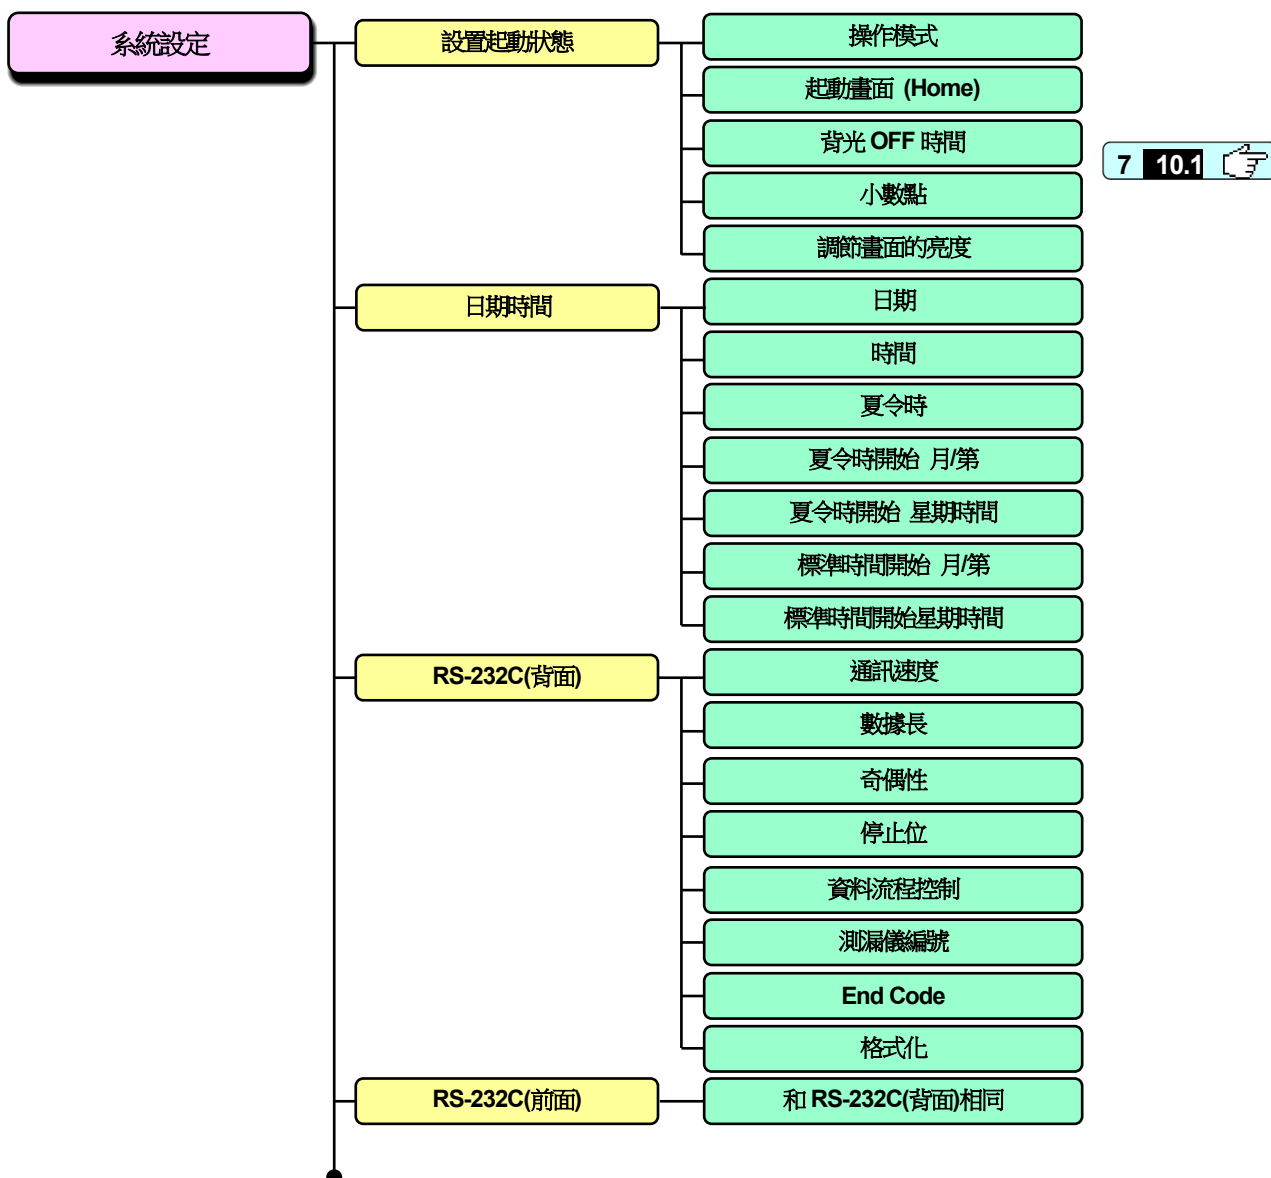 系統設定
設置起動狀態
操作模式
起動畫面 (Home)
背光 OFF 時間
7 10.1
小數點
調節畫面的亮度
日期時間
日期
時間
夏令時
夏令時開始 月/第
夏令時開始 星期時間
標準時間開始 月/第
標準時間開始星期時間
RS-232C(背面)
通訊速度
數據長
奇偶性
停止位
資料流程控制
測漏儀編號
End Code
格式化
RS-232C(前面)
和 RS-232C(背面)相同